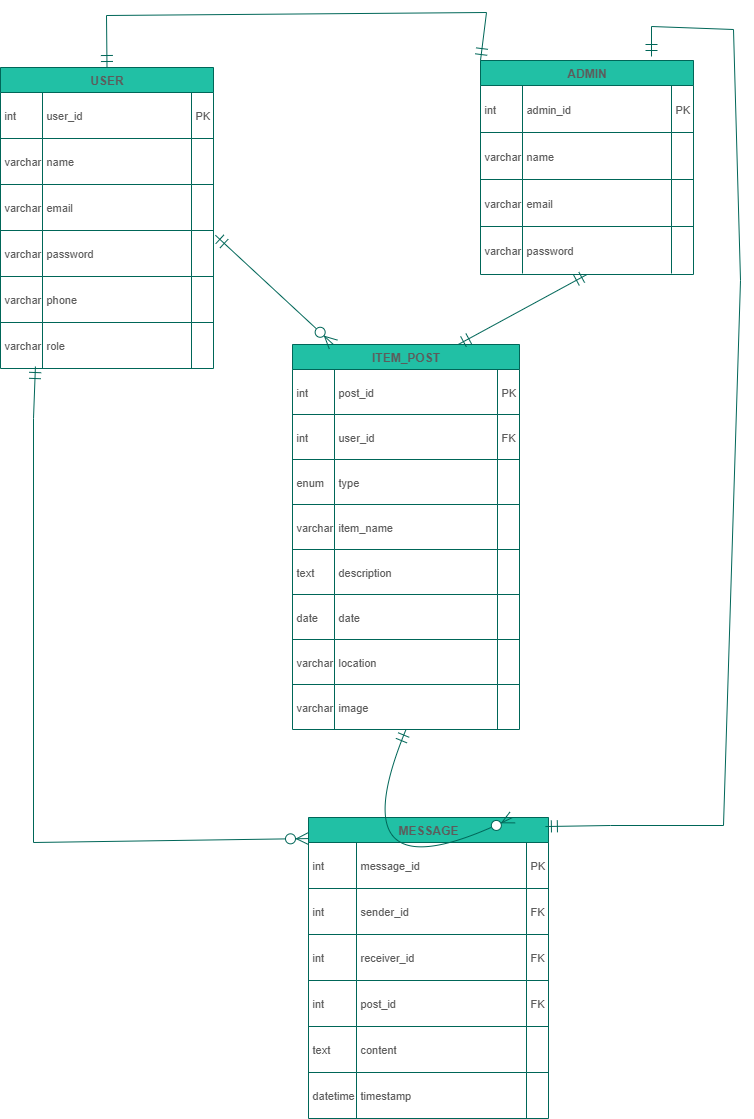 USER
int user_id PK
varchar name
varchar email
varchar password
varchar phone
varchar role
ADMIN
int admin_id PK
varchar name
varchar email
varchar password
ITEM_POST
int post_id PK
int user_id FK
enum type
varchar item_name
text description
date date
varchar location
varchar image
MESSAGE
int message_id PK
int sender_id FK
int receiver_id FK
int post_id FK
text content
datetime timestamp